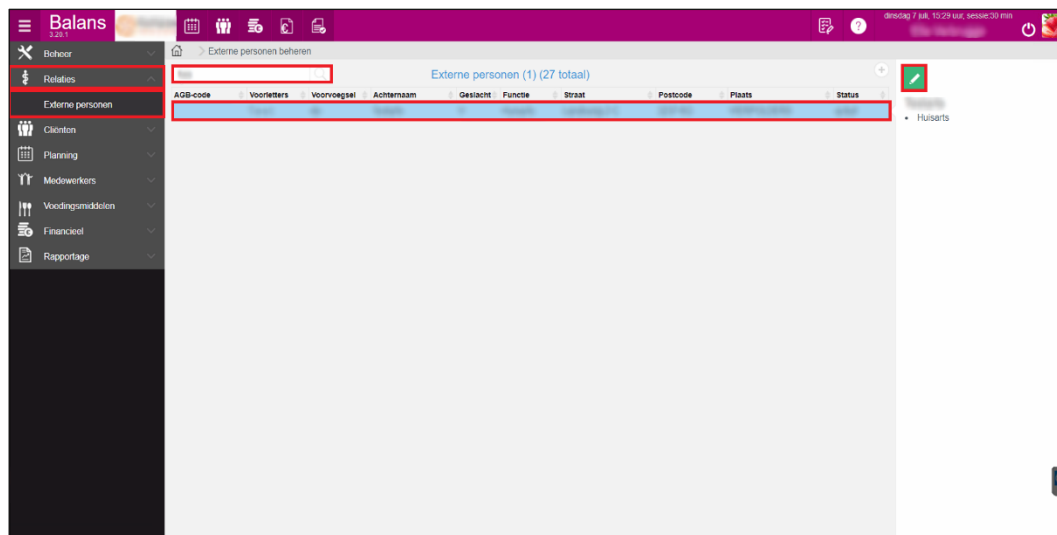 Balans
3.20.1
dinsdag 7 juli, 15:29 uur, sessie:30 min
Beheer
Externe personen beheren
Relaties
Externe personen (1) (27 totaal)
AGB-code Voorletters Voorvoegsel Achternaam Geslacht Functie Straat Postcode Plaats Status
Externe personen
Huisarts
Cliënten
Planning
Medewerkers
Voedingsmiddelen
Financieel
Rapportage